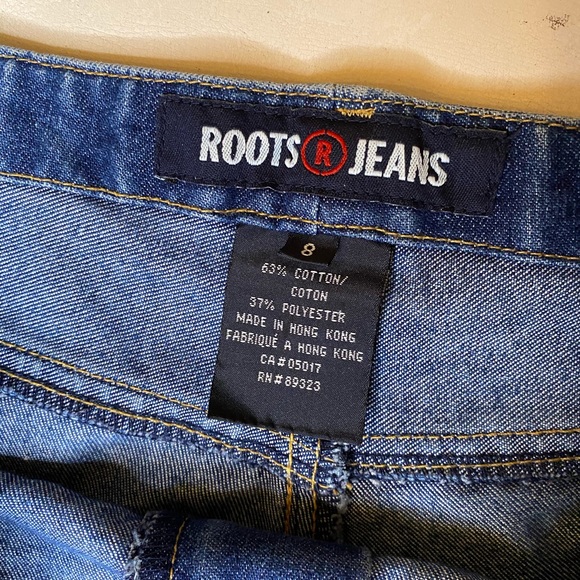 ROOTS R JEANS
8
63% COTTON/
COTON
37% POLYESTER
MADE IN HONG KONG
FABRIQUÉ A HONG KONG
CA#05017
RN#89323